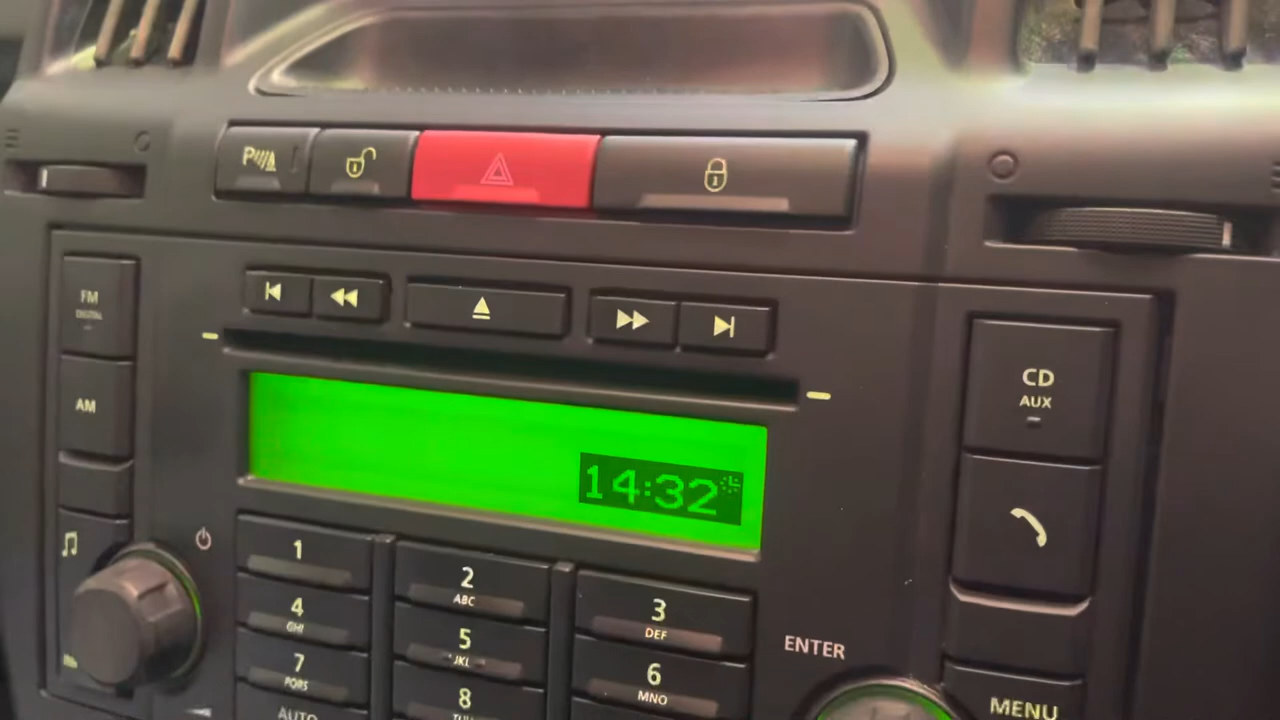 P
FM
DIGITAL
AM
CD
AUX
14:32
1
2
ABC
3
DEF
4
GHI
5
JKL
6
MNO
7
PQRS
8
AUTO
ENTER
MENU